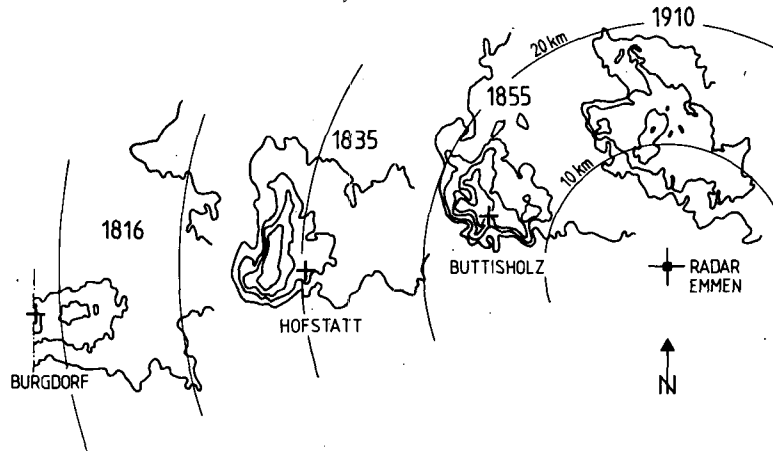 1910
20 km
1855
1835
10 km
1816
BUTTISHOLZ
RADAR
EMMEN
HOFSTATT
BURGDORF
N